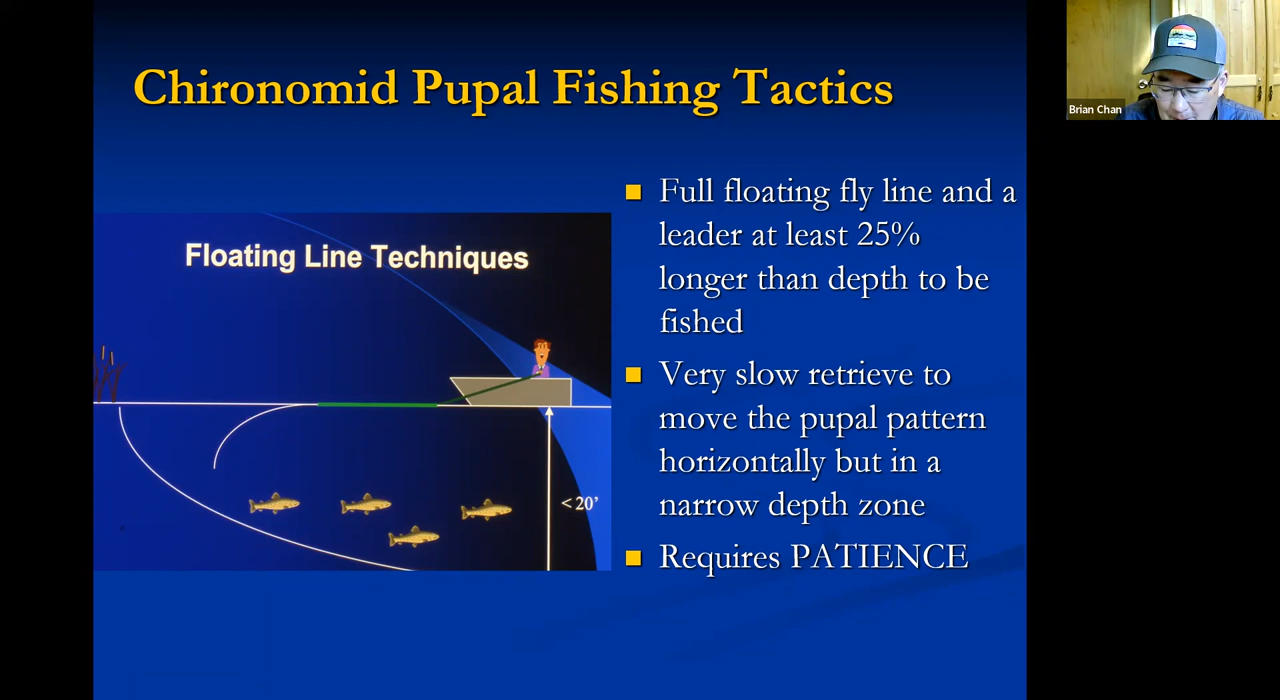 Chironomid Pupal Fishing Tactics
Brian Chan
Floating Line Techniques
< 20'
Full floating fly line and a
leader at least 25%
longer than depth to be
fished
Very slow retrieve to
move the pupal pattern
horizontally but in a
narrow depth zone
Requires PATIENCE